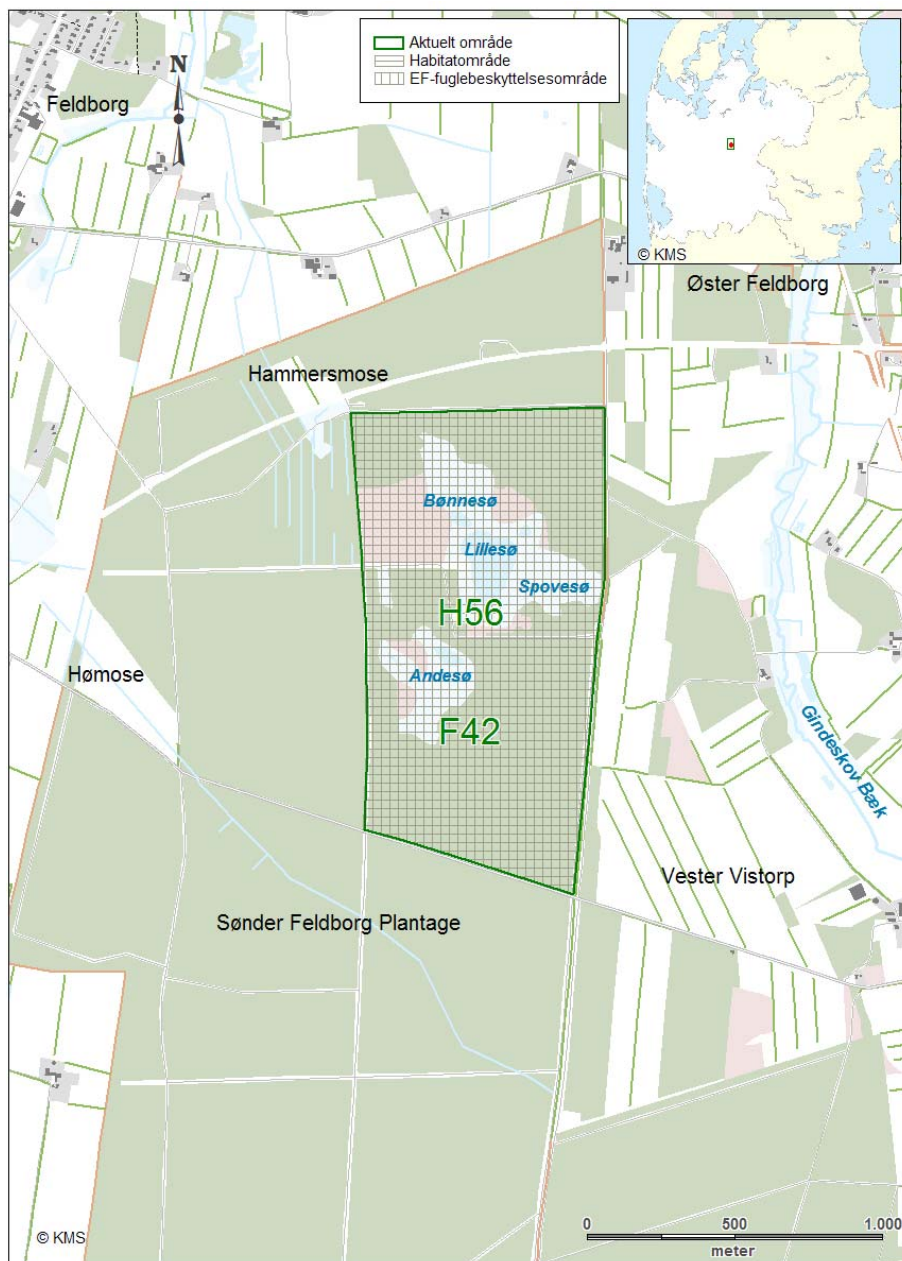 Aktuelt område
Habitatområde
EF-fuglebeskyttelsesområde
N
Feldborg
© KMS
Øster Feldborg
Hammersmose
Bønnesø
Lillesø
Spovesø
H56
Hømose
Andesø
F42
Gindeskov Bæk
Vester Vistorp
Sønder Feldborg Plantage
0 500 1.000
meter
© KMS